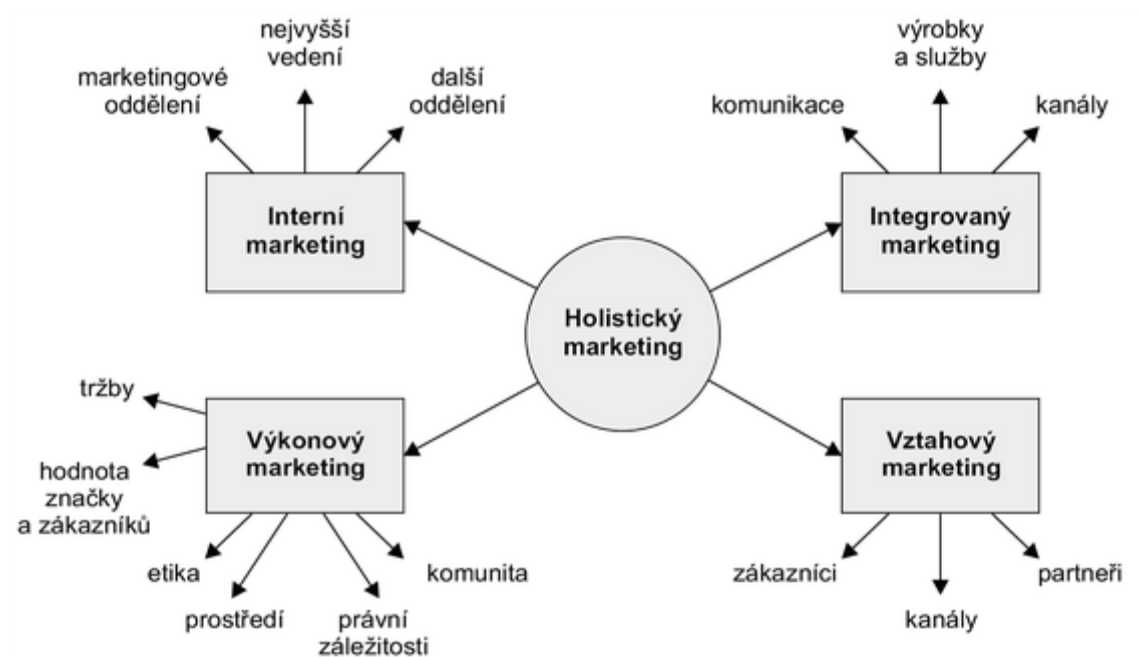 nejvyšší
vedení
marketingové
oddělení
další
oddělení
Interní
marketing
výrobky
a služby
komunikace
kanály
Integrovaný
marketing
Holistický
marketing
tržby
hodnota
značky
a zákazníků
Výkonový
marketing
etika
prostředí
právní
záležitosti
komunita
Vztahový
marketing
zákazníci
kanály
partneři